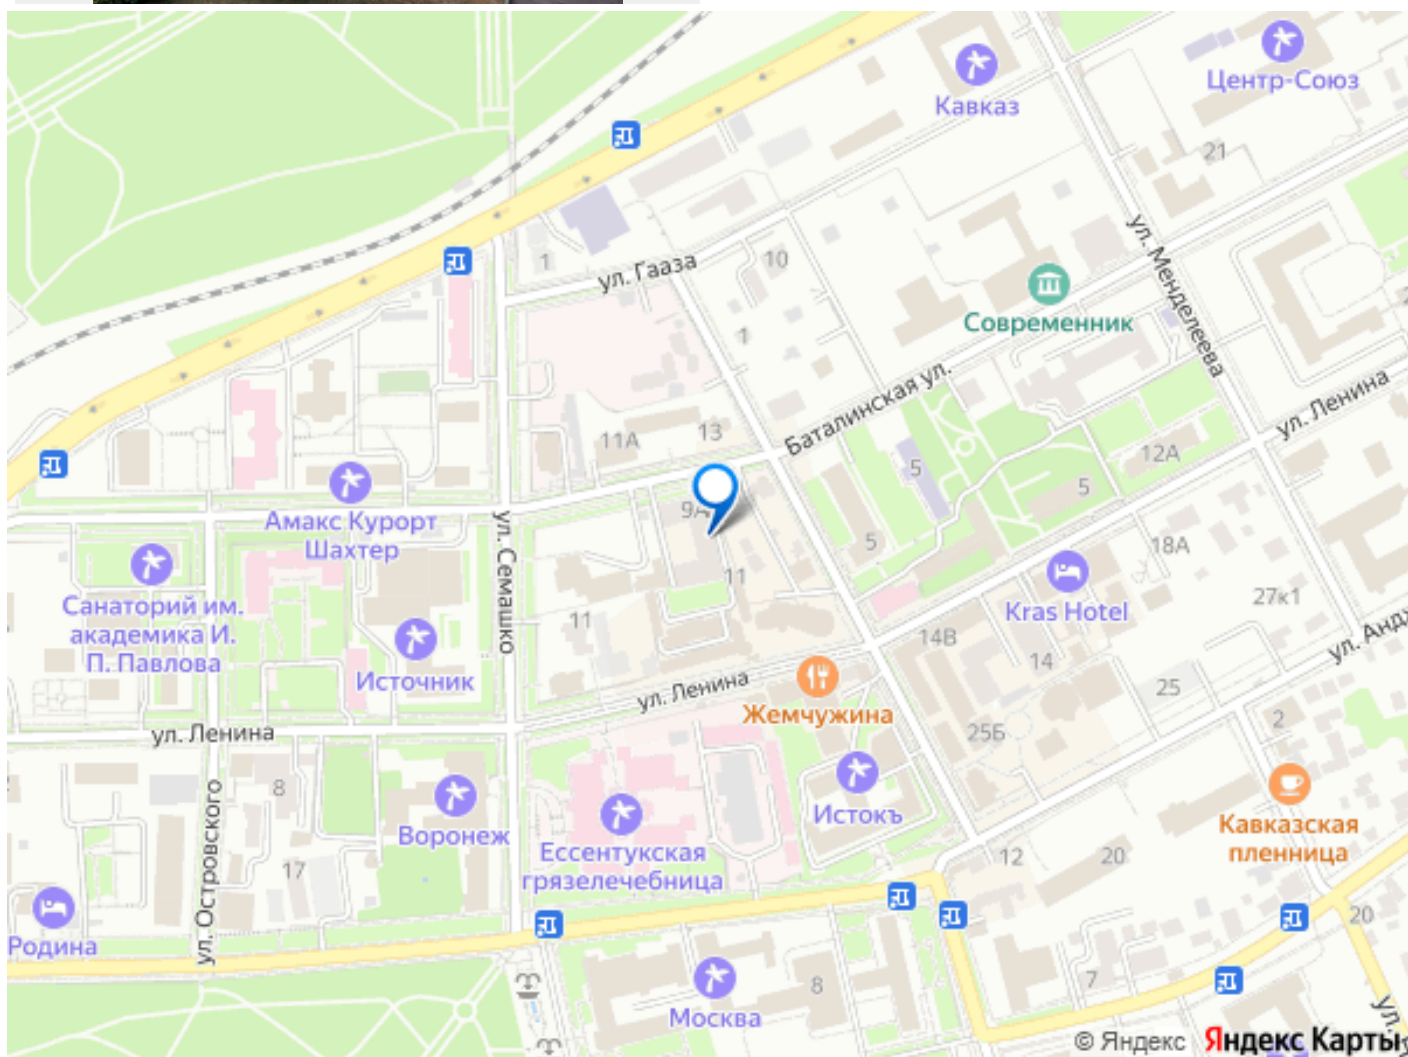 Кавказ
Центр-Союз
21
ул. Менделеева
10
1
ул. Гааза
1
Современник
ул. Ленина
Баталинская ул.
13
11А
12А
5
5
5
9А
Амакс Курорт
Шахтер
ул. Семашко
18А
Kras Hotel
27к1
11
11
Санаторий им.
академика И.
П. Павлова
Источник
14В
14
ул. Ленина
25
Жемчужина
2
25Б
ул. Ленина
8
Истокъ
ул. Островского
Воронеж
Ессентукская
грязелечебница
Кавказская
пленница
17
12
20
Родина
20
8
7
Москва
© Яндекс Яндекс Карты